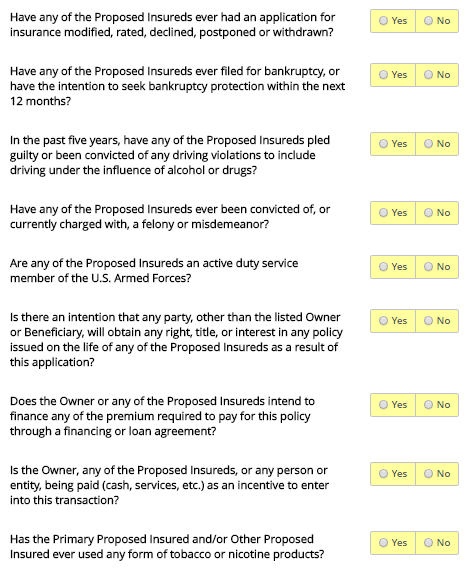 Have any of the Proposed Insureds ever had an application for
insurance modified, rated, declined, postponed or withdrawn?
Yes No
Have any of the Proposed Insureds ever filed for bankruptcy, or
have the intention to seek bankruptcy protection within the next
12 months?
Yes No
In the past five years, have any of the Proposed Insureds pled
guilty or been convicted of any driving violations to include
driving under the influence of alcohol or drugs?
Yes No
Have any of the Proposed Insureds ever been convicted of, or
currently charged with, a felony or misdemeanor?
Yes No
Are any of the Proposed Insureds an active duty service
member of the U.S. Armed Forces?
Yes No
Is there an intention that any party, other than the listed Owner
or Beneficiary, will obtain any right, title, or interest in any policy
issued on the life of any of the Proposed Insureds as a result of
this application?
Yes No
Does the Owner or any of the Proposed Insureds intend to
finance any of the premium required to pay for this policy
through a financing or loan agreement?
Yes No
Is the Owner, any of the Proposed Insureds, or any person or
entity, being paid (cash, services, etc.) as an incentive to enter
into this transaction?
Yes No
Has the Primary Proposed Insured and/or Other Proposed
Insured ever used any form of tobacco or nicotine products?
Yes No